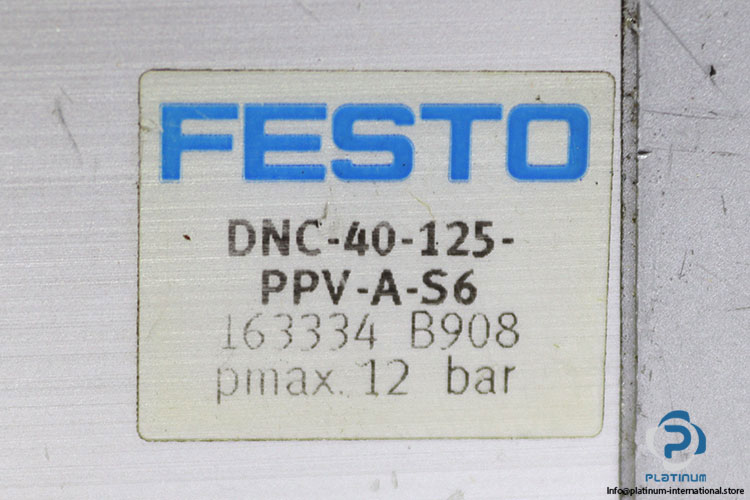 FESTO
DNC-40-125-
PPV-A-S6
163334 B908
pmax. 12 bar
PLATINUM
Info@platinum-international.store